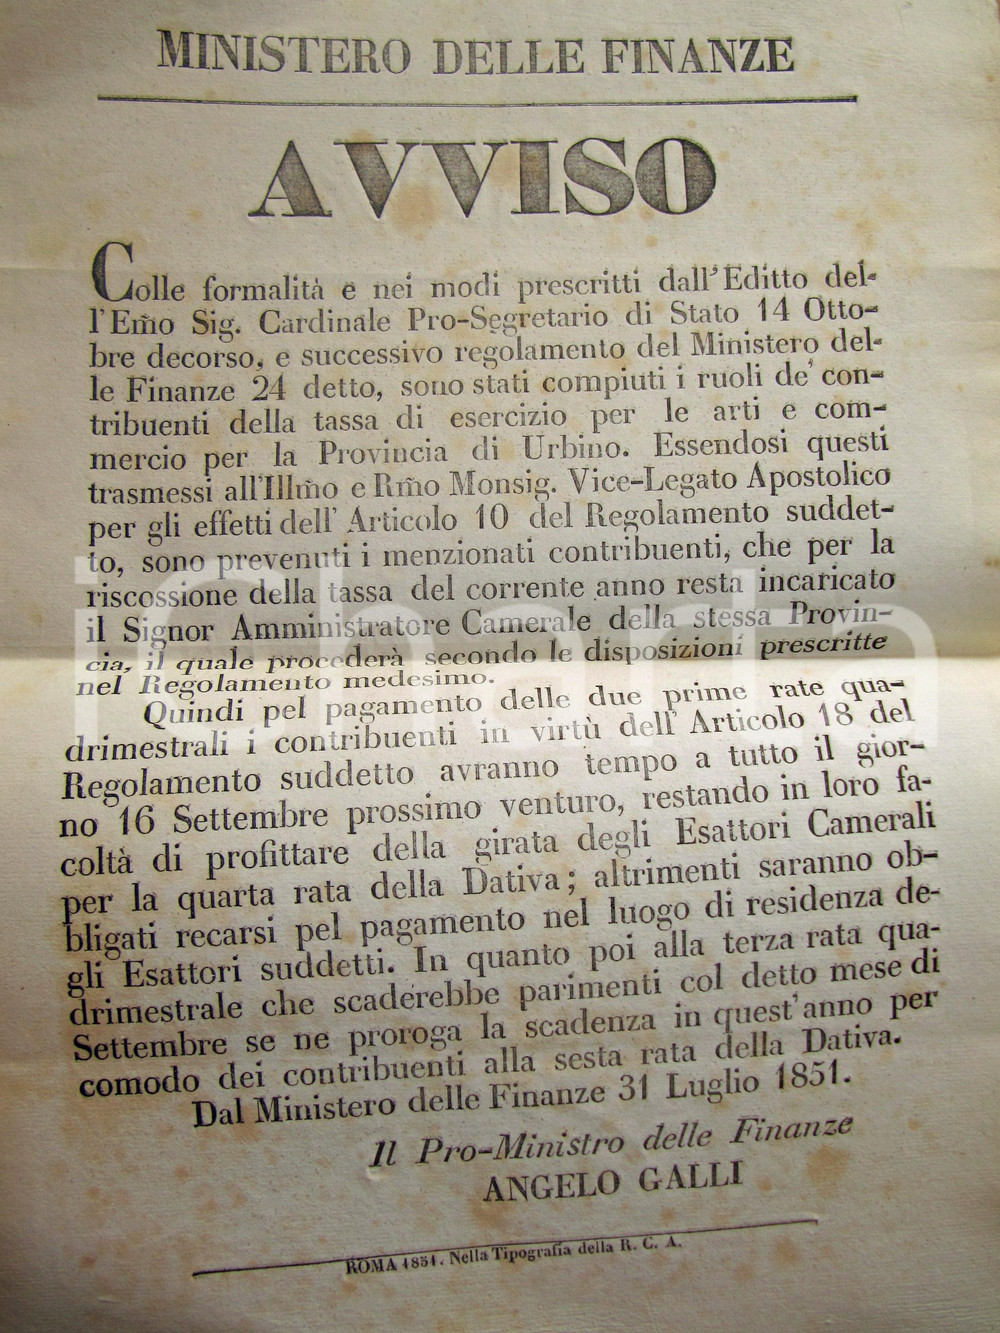 MINISTERO DELLE FINANZE
AVVISO
Colle formalità e nei modi prescritti dall'Editto del-
l'Emo Sig. Cardinale Pro-Segretario di Stato 14 Otto-
bre decorso, e successivo regolamento del Ministero del-
le Finanze 24 detto, sono stati compiuti i ruoli de' con-
tribuenti della tassa di esercizio per le arti e com-
mercio per la Provincia di Urbino. Essendosi questi
trasmessi all'Illmo e Rmo Monsig. Vice-Legato Apostolico
per gli effetti dell' Articolo 10 del Regolamento suddet-
to, sono prevenuti i menzionati contribuenti, che per la
riscossione della tassa del corrente anno resta incaricato
il Signor Amministratore Camerale della stessa Provin-
cia, il quale procederà secondo le disposizioni prescritte
nel Regolamento medesimo.
Quindi pel pagamento delle due prime rate qua-
drimestrali i contribuenti in virtù dell' Articolo 18 del
Regolamento suddetto avranno tempo a tutto il gior-
no 16 Settembre prossimo venturo, restando in loro fa-
coltà di profittare della girata degli Esattori Camerali
per la quarta rata della Dativa; altrimenti saranno ob-
bligati recarsi pel pagamento nel luogo di residenza de-
gli Esattori suddetti. In quanto poi alla terza rata qua-
drimestrale che scaderebbe parimenti col detto mese di
Settembre se ne proroga la scadenza in quest'anno per
comodo dei contribuenti alla sesta rata della Dativa.
Dal Ministero delle Finanze 31 Luglio 1851.
Il Pro-Ministro delle Finanze
ANGELO GALLI
ROMA 1851. Nella Tipografia della R. C. A.
iCharta